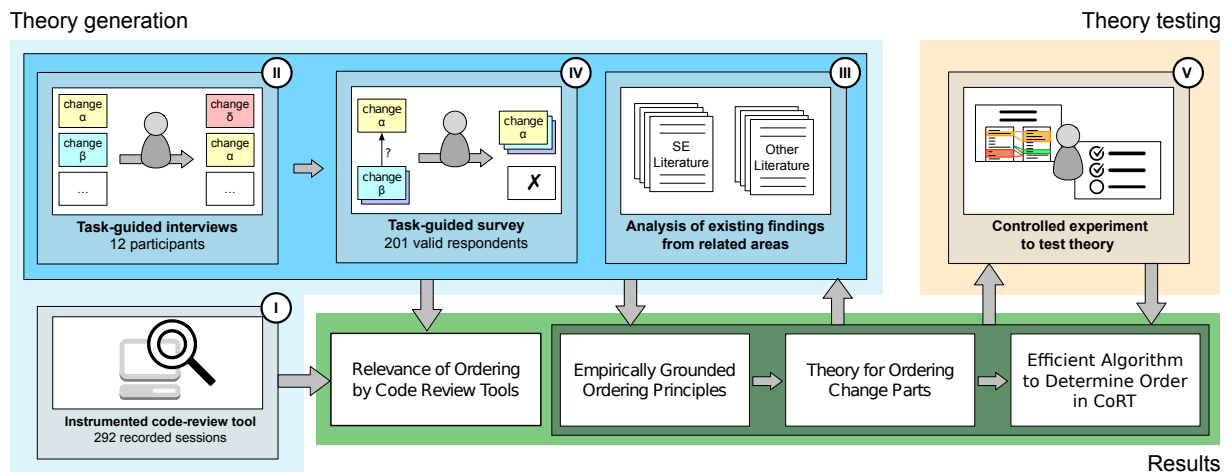 Theory generation
Theory testing
II
change
α
change
β
...
change
δ
change
α
...
Task-guided interviews
12 participants
IV
change
α
?
change
β
change
α
✗
Task-guided survey
201 valid respondents
III
SE
Literature
Other
Literature
Analysis of existing findings
from related areas
V
Controlled experiment
to test theory
I
Instrumented code-review tool
292 recorded sessions
Relevance of Ordering
by Code Review Tools
Empirically Grounded
Ordering Principles
Theory for Ordering
Change Parts
Efficient Algorithm
to Determine Order
in CoRT
Results